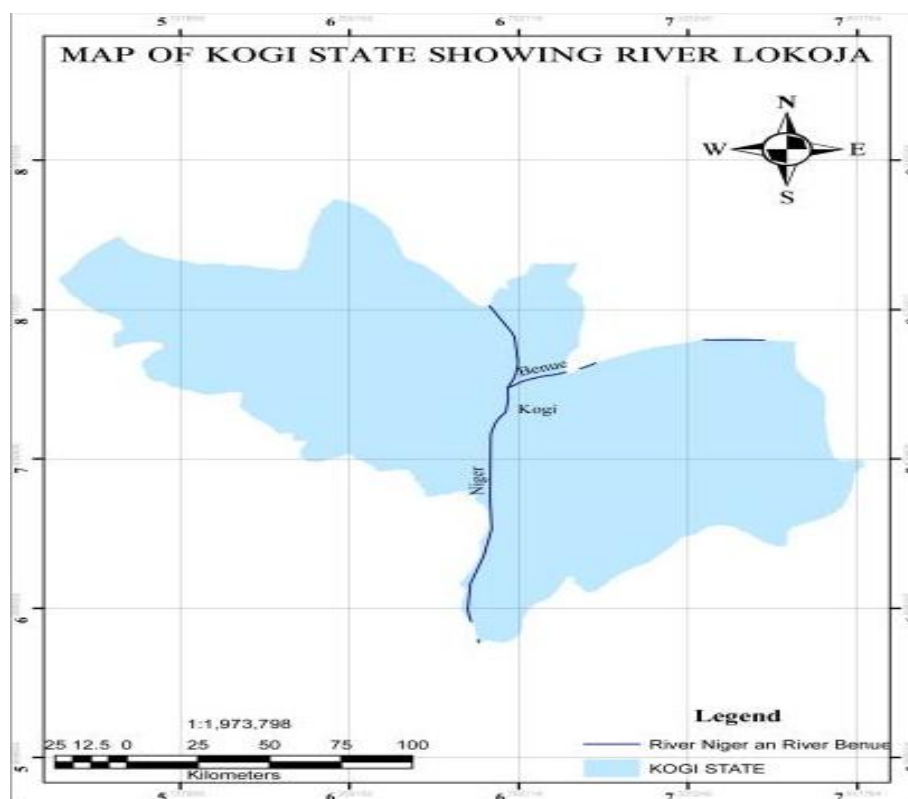 5 6 6 7 7
MAP OF KOGI STATE SHOWING RIVER LOKOJA
N
W E
S
8
8
Benue
Kogi
7
Niger
6
Legend
1:1,973,798
River Niger an River Benue
25 12.5 0 25 50 75 100
5
KOGI STATE
Kilometers
5 6 6 7 7